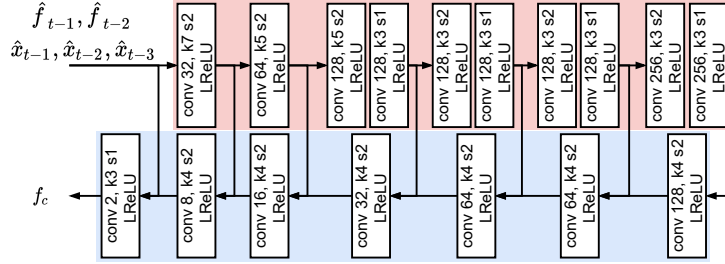 f̂_{t−1}, f̂_{t−2}
x̂_{t−1}, x̂_{t−2}, x̂_{t−3}
conv 32, k7 s2
LReLU
conv 64, k5 s2
LReLU
conv 128, k5 s2
LReLU
conv 128, k3 s1
LReLU
conv 128, k3 s2
LReLU
conv 128, k3 s1
LReLU
conv 128, k3 s2
LReLU
conv 128, k3 s1
LReLU
conv 256, k3 s2
LReLU
conv 256, k3 s1
LReLU
f_c
conv 2, k3 s1
LReLU
conv 8, k4 s2
LReLU
conv 16, k4 s2
LReLU
conv 32, k4 s2
LReLU
conv 64, k4 s2
LReLU
conv 64, k4 s2
LReLU
conv 128, k4 s2
LReLU